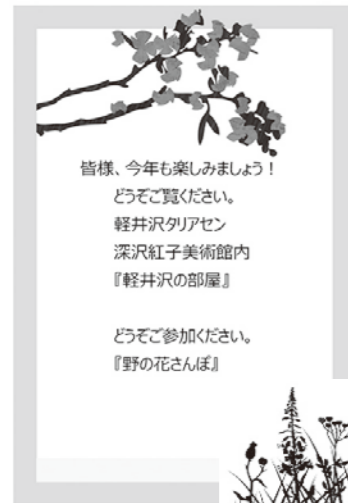 皆様、今年も楽しみましょう！
どうぞご覧ください。
軽井沢タリアセン
深沢紅子美術館内
『軽井沢の部屋』
どうぞご参加ください。
『野の花さんぽ』